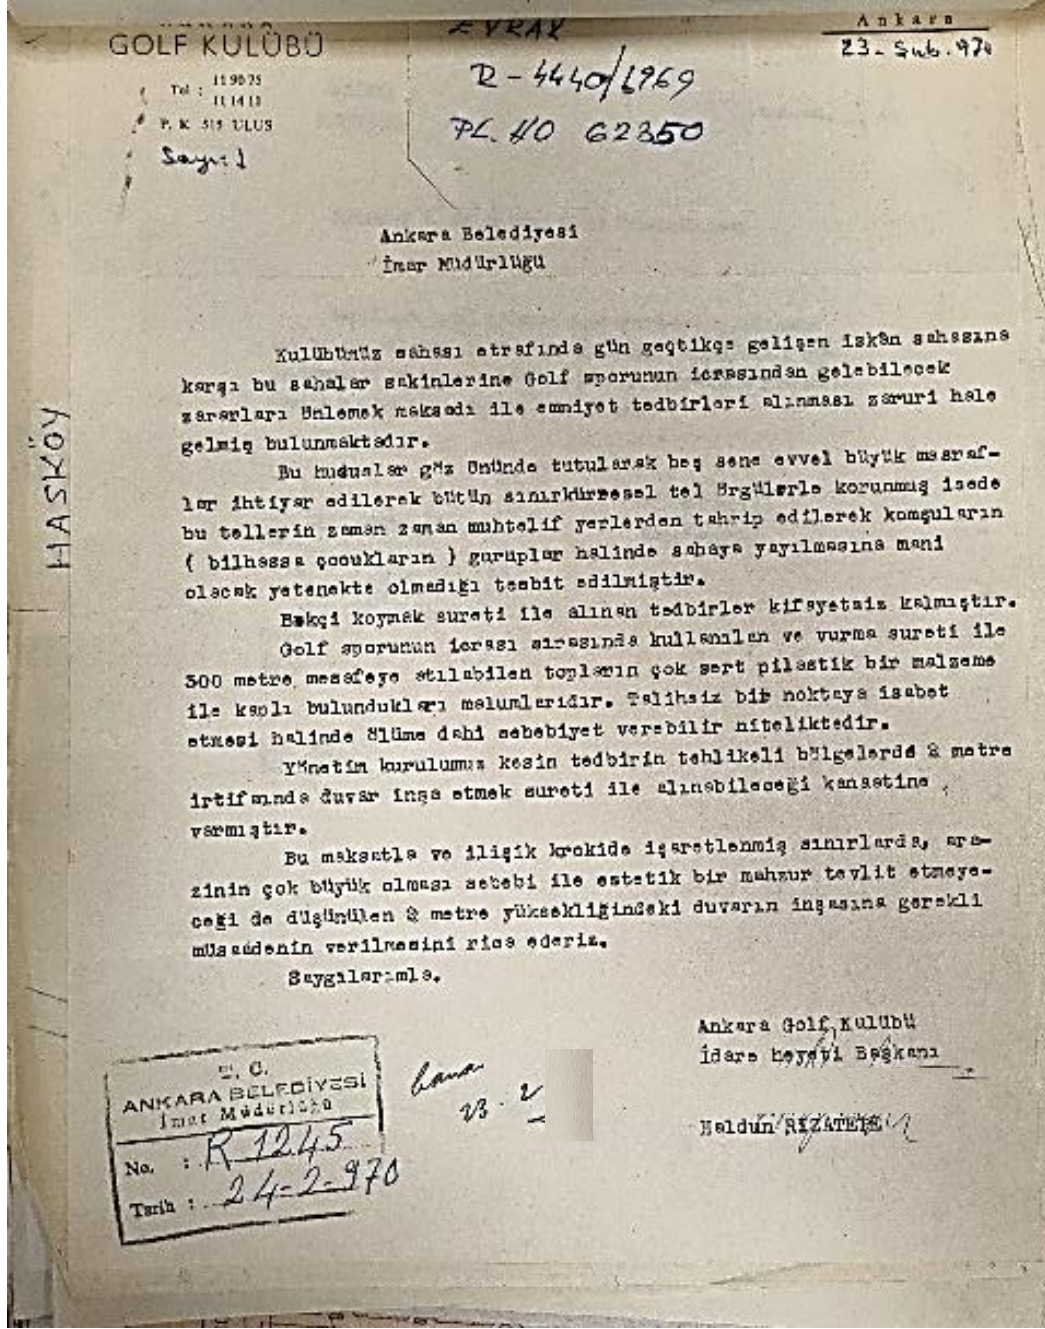 GOLF KULÜBÜ
Tel :
11 14 11
P. K. 515 ULUS
Sayı: 1
EVRAK
R-4440/1969
PL. NO 62350
Ankara
23-Şub.970
Ankara Belediyesi
İmar Müdürlüğü
HASKÖY
Kulübümüz sahası etrafında gün geçtikçe gelişen iskân sahasına
karşı bu sahalar sakinlerine Golf sporunun icrasından gelebilecek
zararları önlemek maksadı ile emniyet tedbirleri alınması zaruri hale
gelmiş bulunmaktadır.
Bu hususlar göz önünde tutularak beş sene evvel büyük masraf-
lar ihtiyar edilerek bütün tel örgülerle korunmuş isede
bu tellerin zaman zaman muhtelif yerlerden tahrip edilerek komşuların
( bilhassa çocukların ) guruplar halinde sahaya yayılmasına mani
olacak yetenekte olmadığı tesbit edilmiştir.
Bekçi koymak sureti ile alınan tedbirler kifayetsiz kalmıştır.
Golf sporunun icrası sırasında kullanılan ve vurma sureti ile
300 metre mesafeye atılabilen topların çok sert pilastik bir malzeme
ile kaplı bulundukları malumleridır. Talihsiz bir noktaya isabet
etmesi halinde ölüme dahi sebebiyet verebilir niteliktedir.
Yönetim kurulumuz kesin tedbirin tehlikeli bölgelerde 2 metre
irtifaında duvar inşa etmek sureti ile alınabileceği kanaatine
varmıştır.
Bu maksatla ve ilişik krokide işaretlenmiş sınırlarda, ara-
zinin çok büyük olması sebebi ile estetik bir mahzur tevlit etmeye-
ceği de düşünülen 2 metre yüksekliğindeki duvarın inşasına gerekli
müsaadenin verilmesini rica ederiz.
Saygılarımla.
Ankara Golf Kulübü
İdare heyeti Başkanı
Haldun RIZATEPE
T. C.
ANKARA BELEDİYESİ
İmar Müdürlüğü
No. : R 1245
Tarih : 24-2-970
23.2